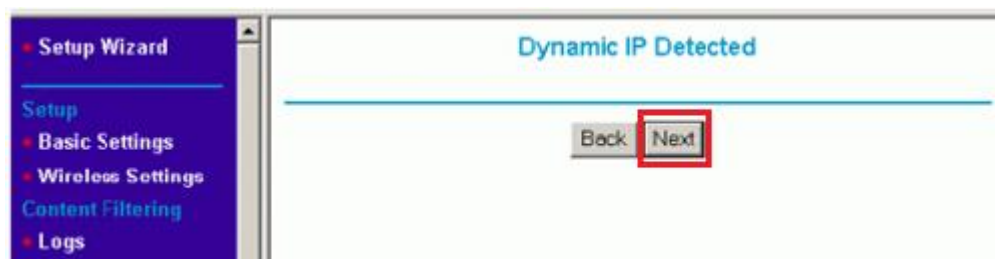 Setup Wizard
Setup
Basic Settings
Wireless Settings
Content Filtering
Logs
Dynamic IP Detected
Back Next